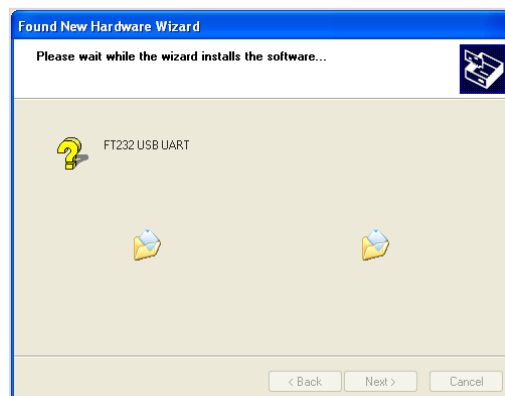 Found New Hardware Wizard
Please wait while the wizard installs the software...
FT232 USB UART
< Back Next > Cancel